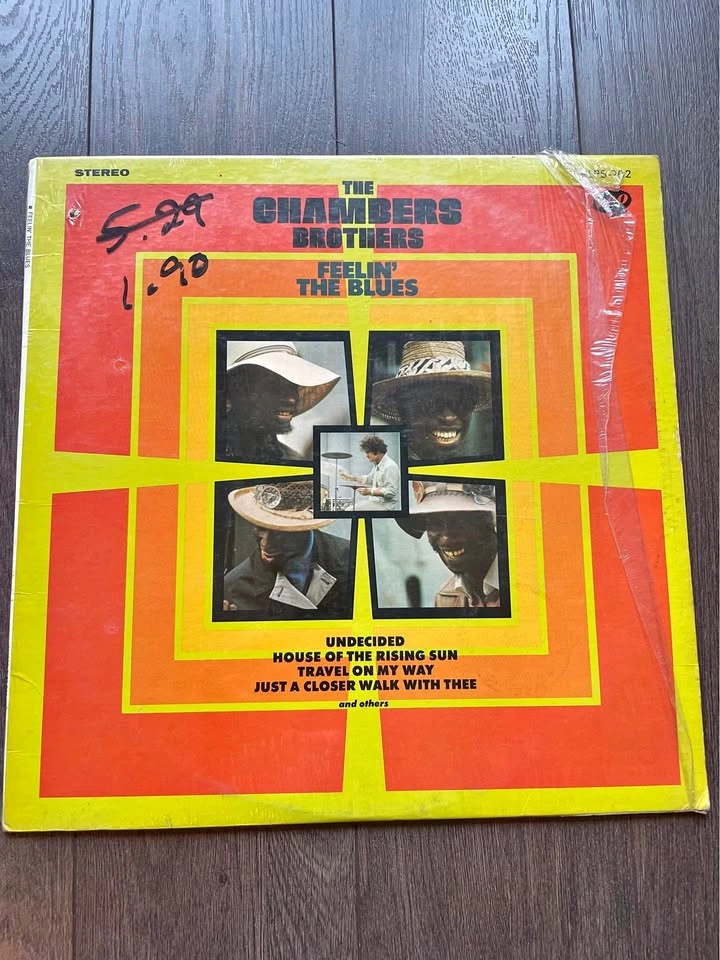 STEREO
THE
CHAMBERS
BROTHERS
FEELIN'
THE BLUES
5.29
1.90
FEELIN' THE BLUES
UNDECIDED
HOUSE OF THE RISING SUN
TRAVEL ON MY WAY
JUST A CLOSER WALK WITH THEE
and others